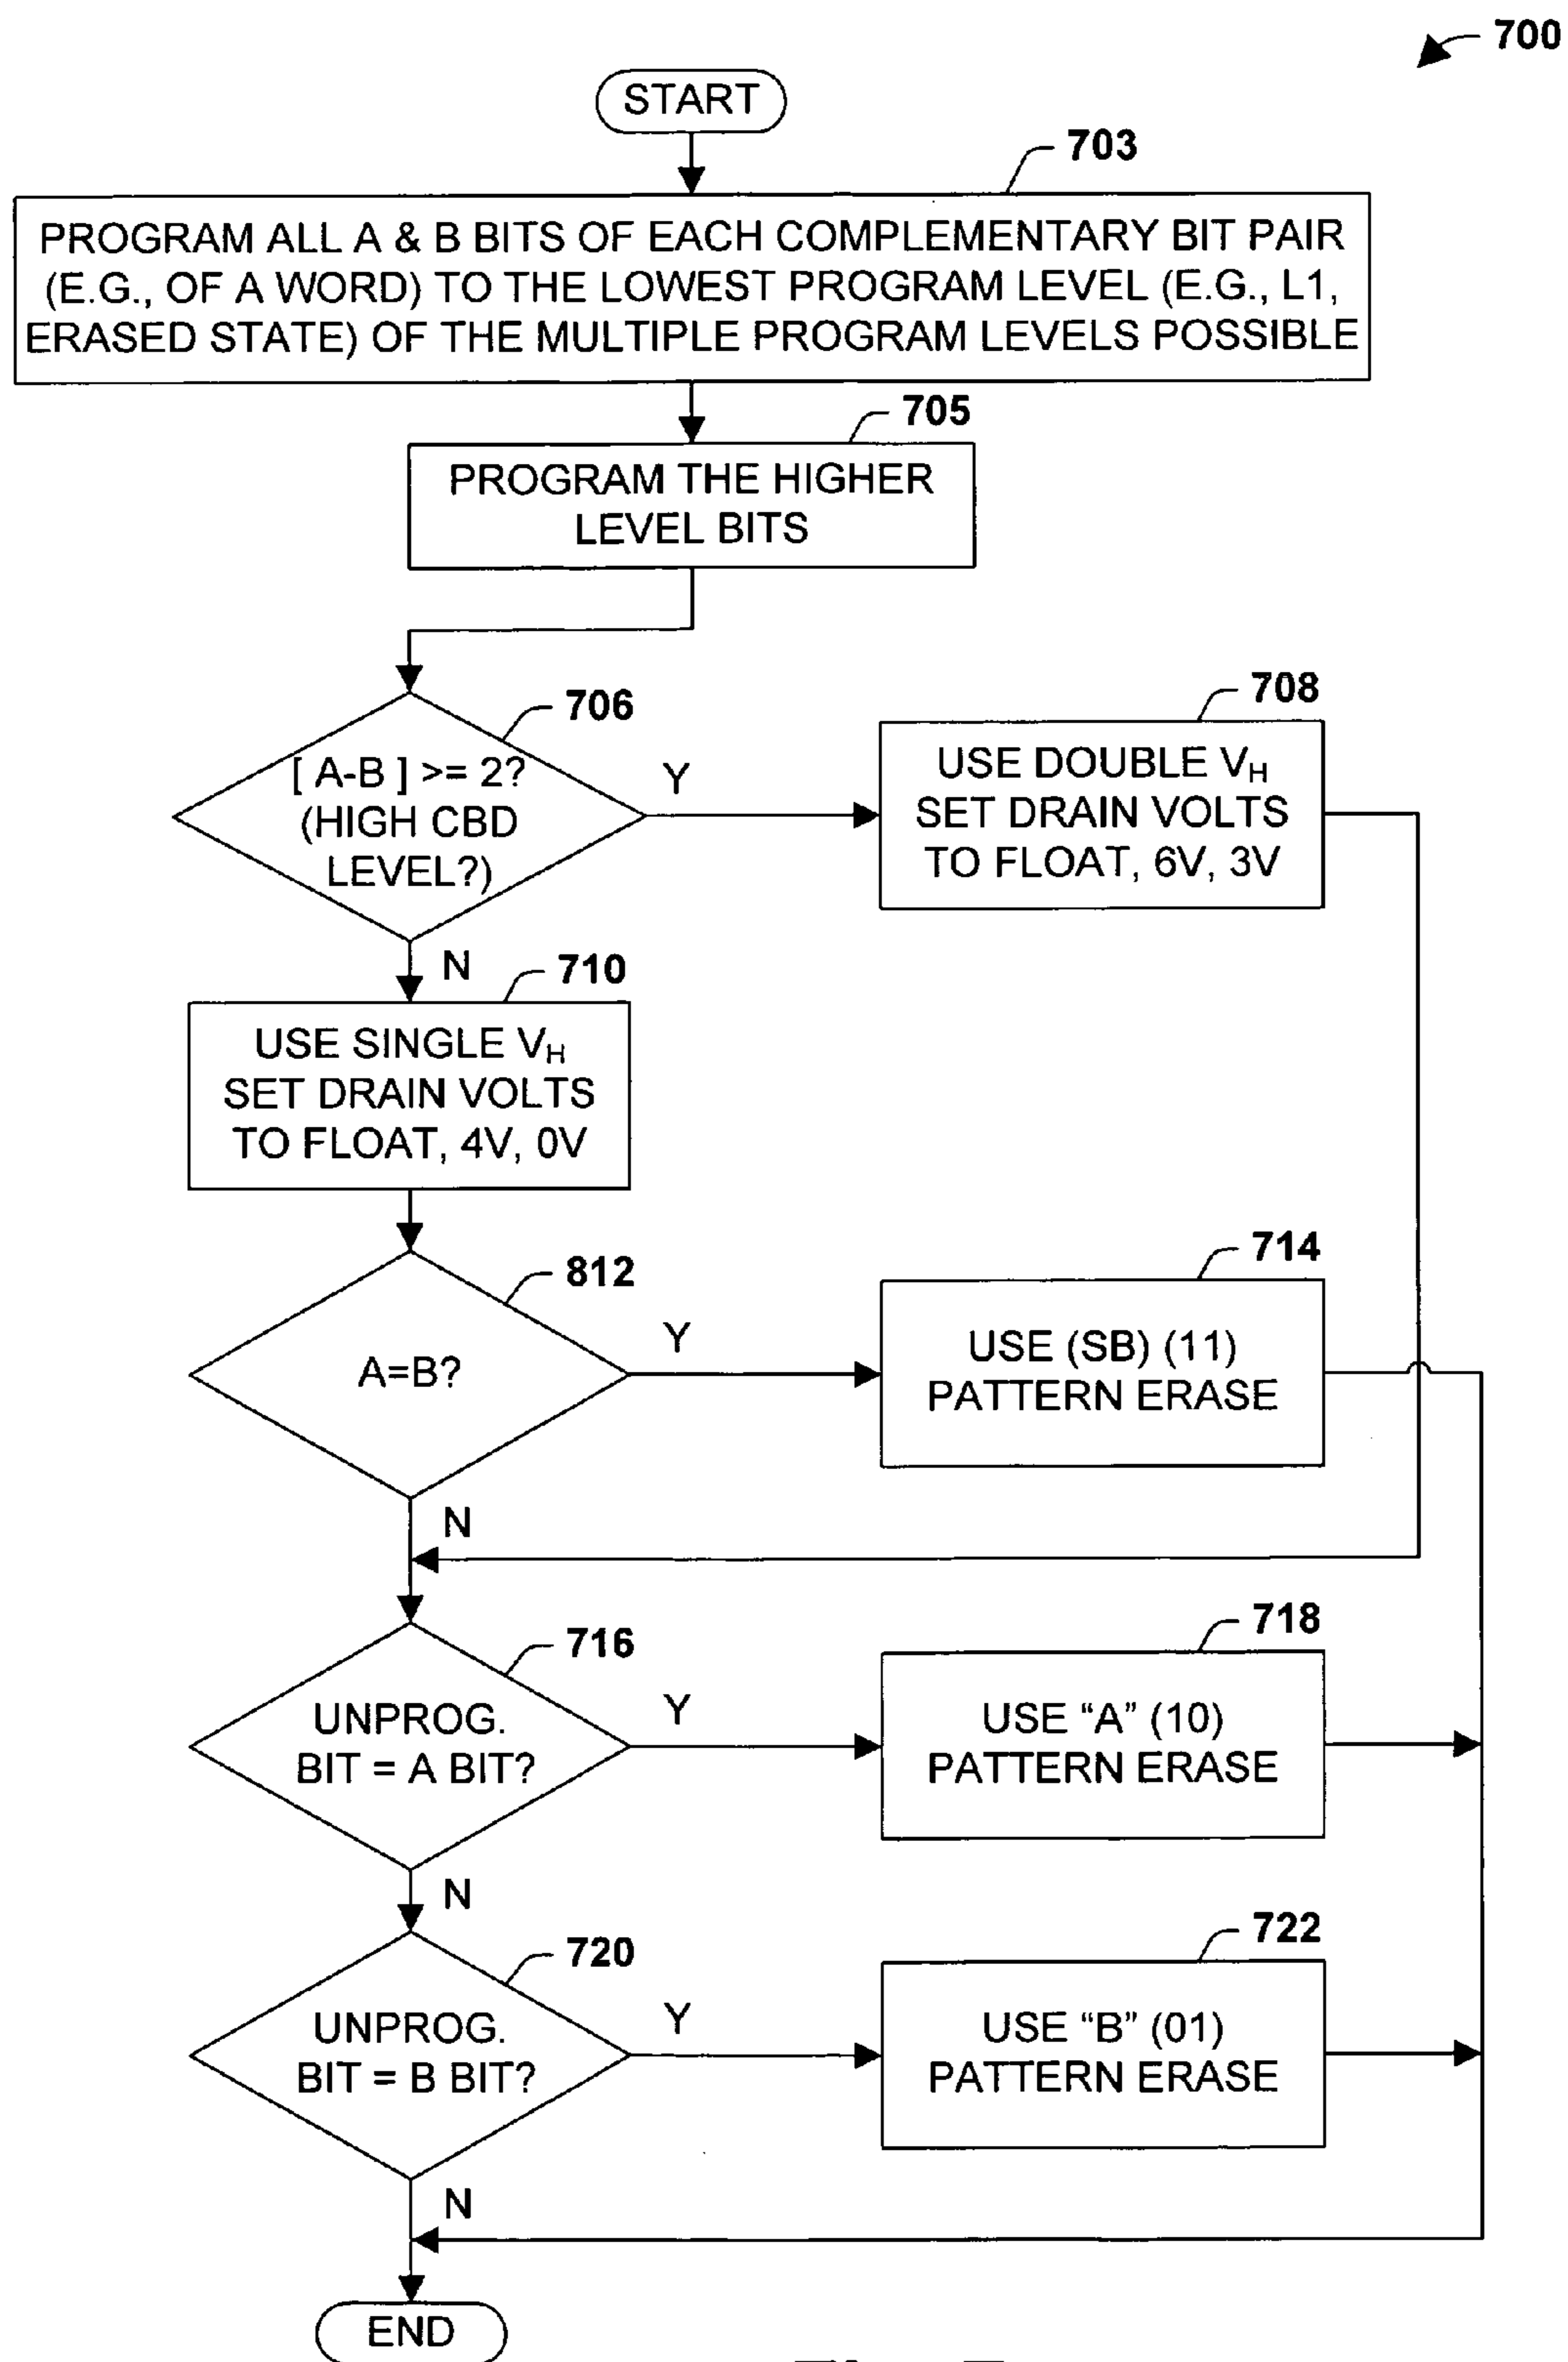 700
START
703
PROGRAM ALL A & B BITS OF EACH COMPLEMENTARY BIT PAIR
(E.G., OF A WORD) TO THE LOWEST PROGRAM LEVEL (E.G., L1,
ERASED STATE) OF THE MULTIPLE PROGRAM LEVELS POSSIBLE
705
PROGRAM THE HIGHER
LEVEL BITS
706
[ A-B ] >= 2?
(HIGH CBD
LEVEL?)
Y
708
USE DOUBLE VH
SET DRAIN VOLTS
TO FLOAT, 6V, 3V
N
710
USE SINGLE VH
SET DRAIN VOLTS
TO FLOAT, 4V, 0V
812
A=B?
Y
714
USE (SB) (11)
PATTERN ERASE
N
716
UNPROG.
BIT = A BIT?
Y
718
USE “A” (10)
PATTERN ERASE
N
720
UNPROG.
BIT = B BIT?
Y
722
USE “B” (01)
PATTERN ERASE
N
END